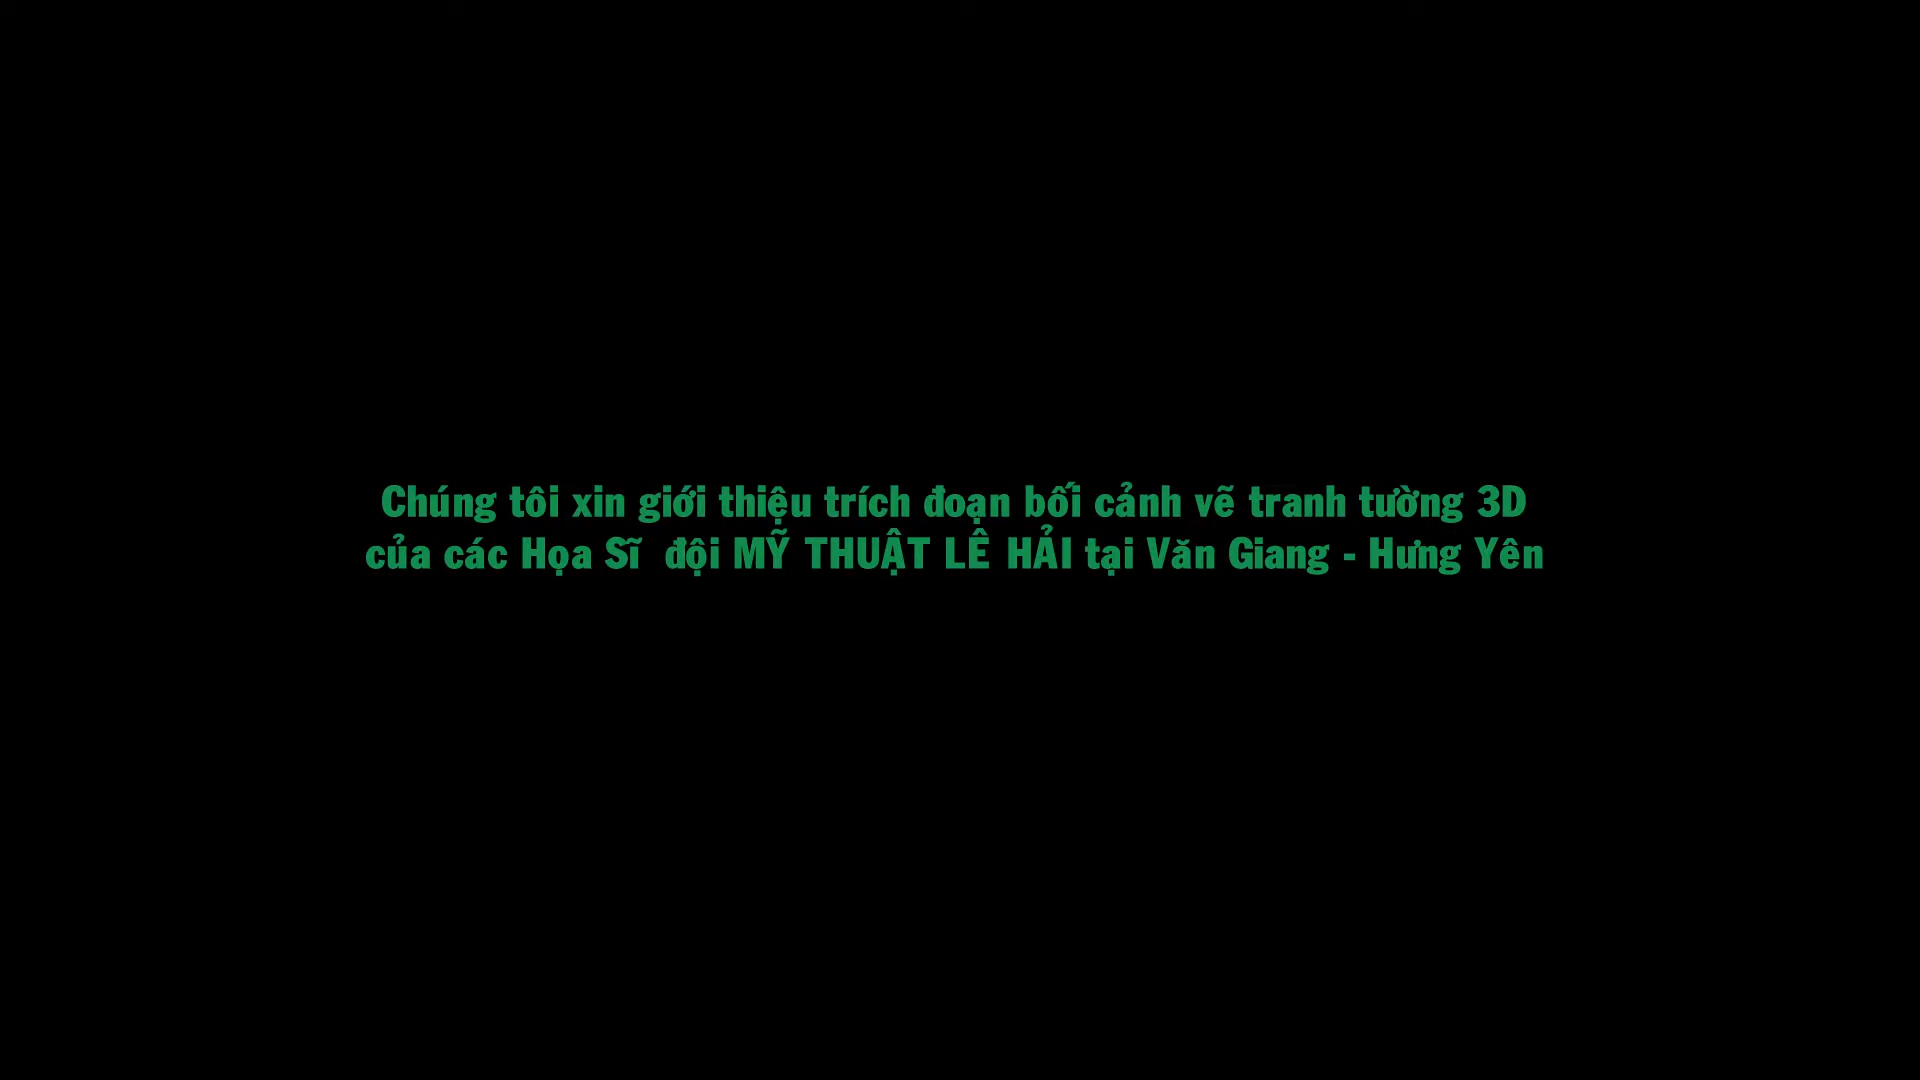 Chúng tôi xin giới thiệu trích đoạn bối cảnh vẽ tranh tường 3D
của các Họa Sĩ  đội MỸ THUẬT LÊ HẢI tại Văn Giang - Hưng Yên